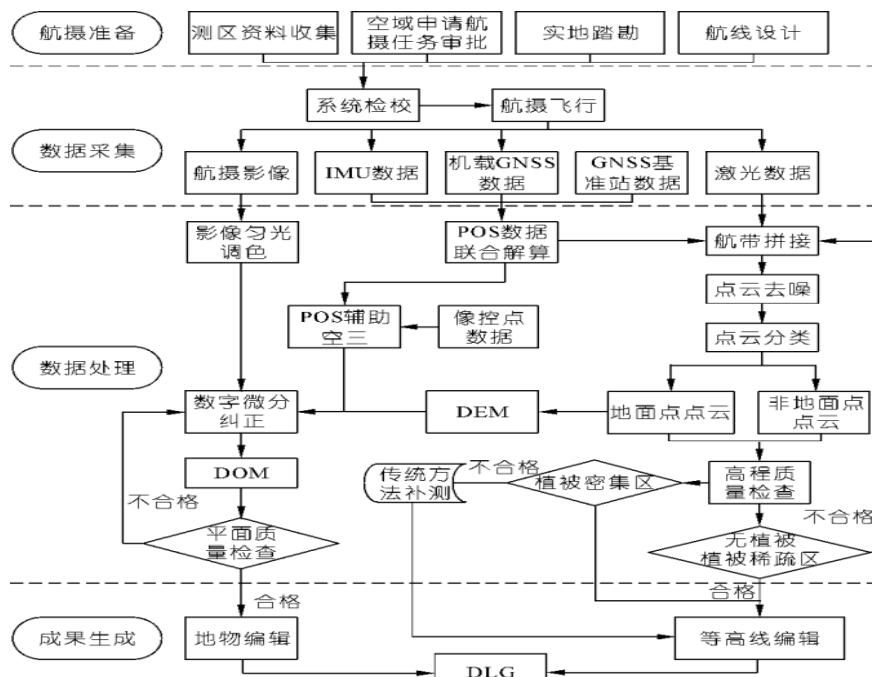 航摄准备
测区资料收集
空域申请航
摄任务审批
实地踏勘
航线设计
系统检校
航摄飞行
数据采集
航摄影像
IMU数据
机载GNSS
数据
GNSS基
准站数据
激光数据
影像匀光
调色
POS数据
联合解算
航带拼接
点云去噪
POS辅助
空三
像控点
数据
点云分类
数据处理
数字微分
纠正
DEM
地面点点云
非地面点
点云
DOM
不合格
传统方
法补测
不合格
植被密集区
高程质
量检查
不合格
平面质
量检查
无植被
植被稀疏区
合格
合格
成果生成
地物编辑
等高线编辑
DLG